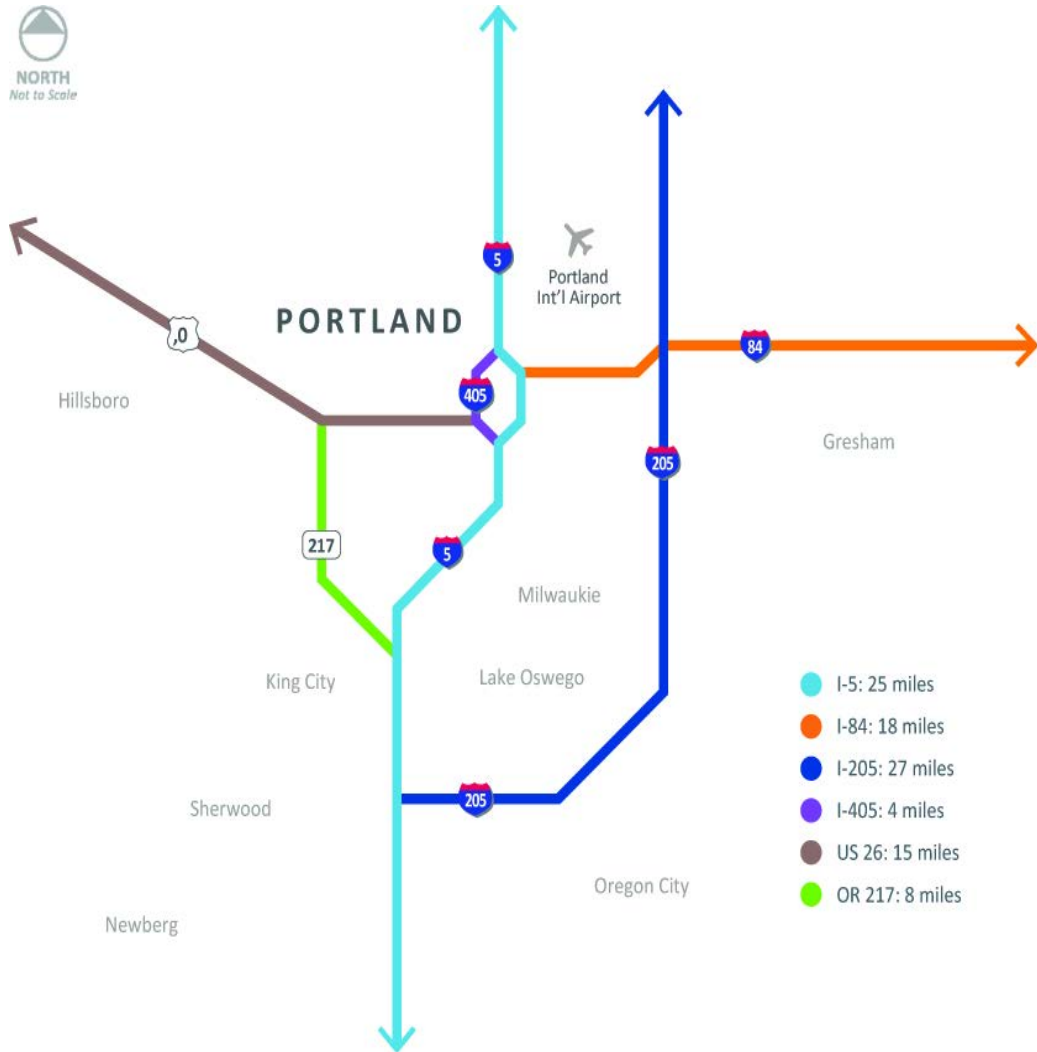 NORTH
Not to Scale
5
Portland
Int'l Airport
PORTLAND
,0
84
Hillsboro
405
Gresham
205
217
5
Milwaukie
King City
Lake Oswego
I-5: 25 miles
I-84: 18 miles
I-205: 27 miles
I-405: 4 miles
US 26: 15 miles
OR 217: 8 miles
Sherwood
205
Oregon City
Newberg